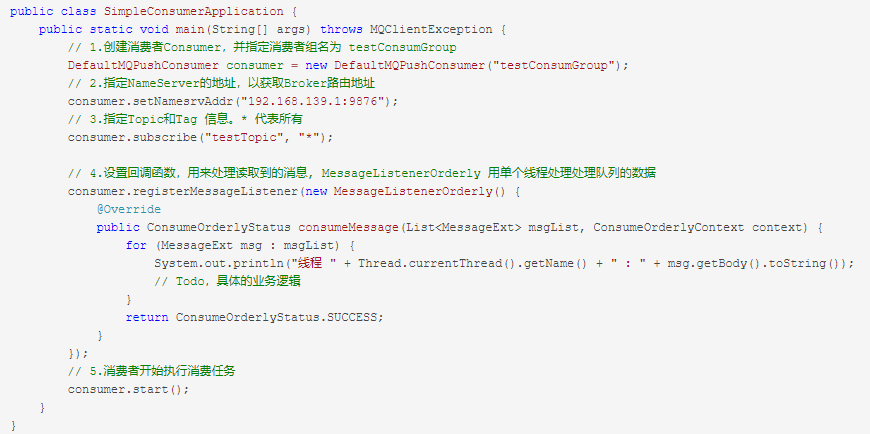 public class SimpleConsumerApplication {
    public static void main(String[] args) throws MQClientException {
        // 1.创建消费者Consumer，并指定消费者组名为 testConsumGroup
        DefaultMQPushConsumer consumer = new DefaultMQPushConsumer("testConsumGroup");
        // 2.指定NameServer的地址，以获取Broker路由地址
        consumer.setNamesrvAddr("192.168.139.1:9876");
        // 3.指定Topic和Tag 信息。* 代表所有
        consumer.subscribe("testTopic", "*");

        // 4.设置回调函数，用来处理读取到的消息, MessageListenerOrderly 用单个线程处理处理队列的数据
        consumer.registerMessageListener(new MessageListenerOrderly() {
            @Override
            public ConsumeOrderlyStatus consumeMessage(List<MessageExt> msgList, ConsumeOrderlyContext context) {
                for (MessageExt msg : msgList) {
                    System.out.println("线程 " + Thread.currentThread().getName() + " : " + msg.getBody().toString());
                    // Todo，具体的业务逻辑
                }
                return ConsumeOrderlyStatus.SUCCESS;
            }
        });
        // 5.消费者开始执行消费任务
        consumer.start();
    }
}